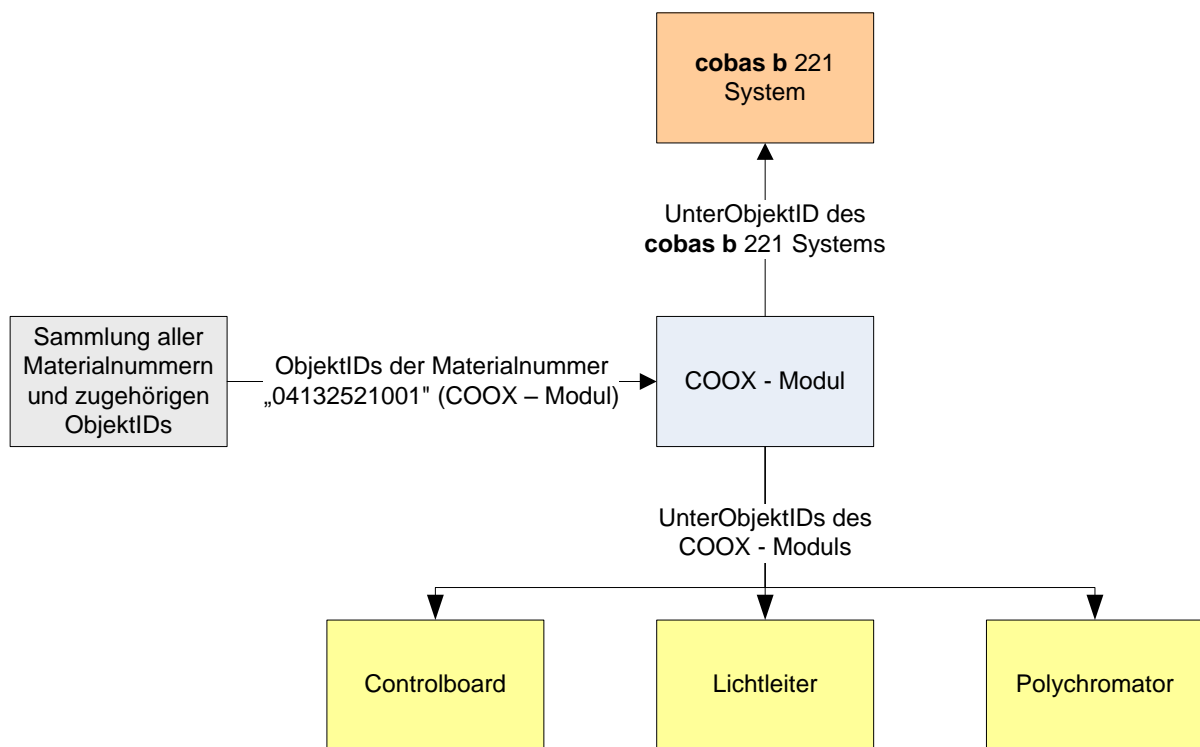 cobas b 221
System
UnterObjektID des
cobas b 221 Systems
Sammlung aller
Materialnummern
und zugehörigen
ObjektIDs
ObjektIDs der Materialnummer
„04132521001" (COOX – Modul)
COOX - Modul
UnterObjektIDs des
COOX - Moduls
Controlboard
Lichtleiter
Polychromator